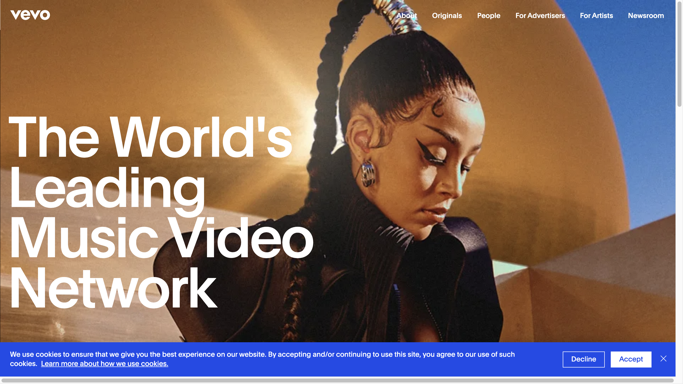 vevo
About
Originals
People
For Advertisers
For Artists
Newsroom
The World's
Leading
Music Video
Network
We use cookies to ensure that we give you the best experience on our website. By accepting and/or continuing to use this site, you agree to our use of such
cookies. Learn more about how we use cookies.
Decline
Accept